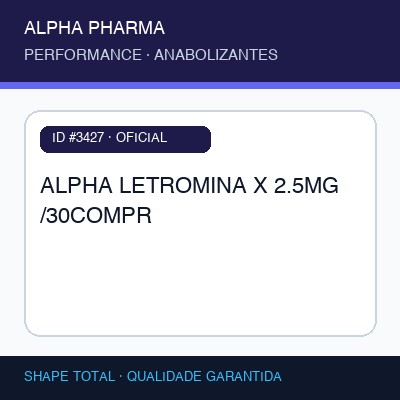 ALPHA PHARMA
PERFORMANCE · ANABOLIZANTES
ID #3427 · OFICIAL
ALPHA LETROMINA X 2.5MG
/30COMPR
SHAPE TOTAL · QUALIDADE GARANTIDA